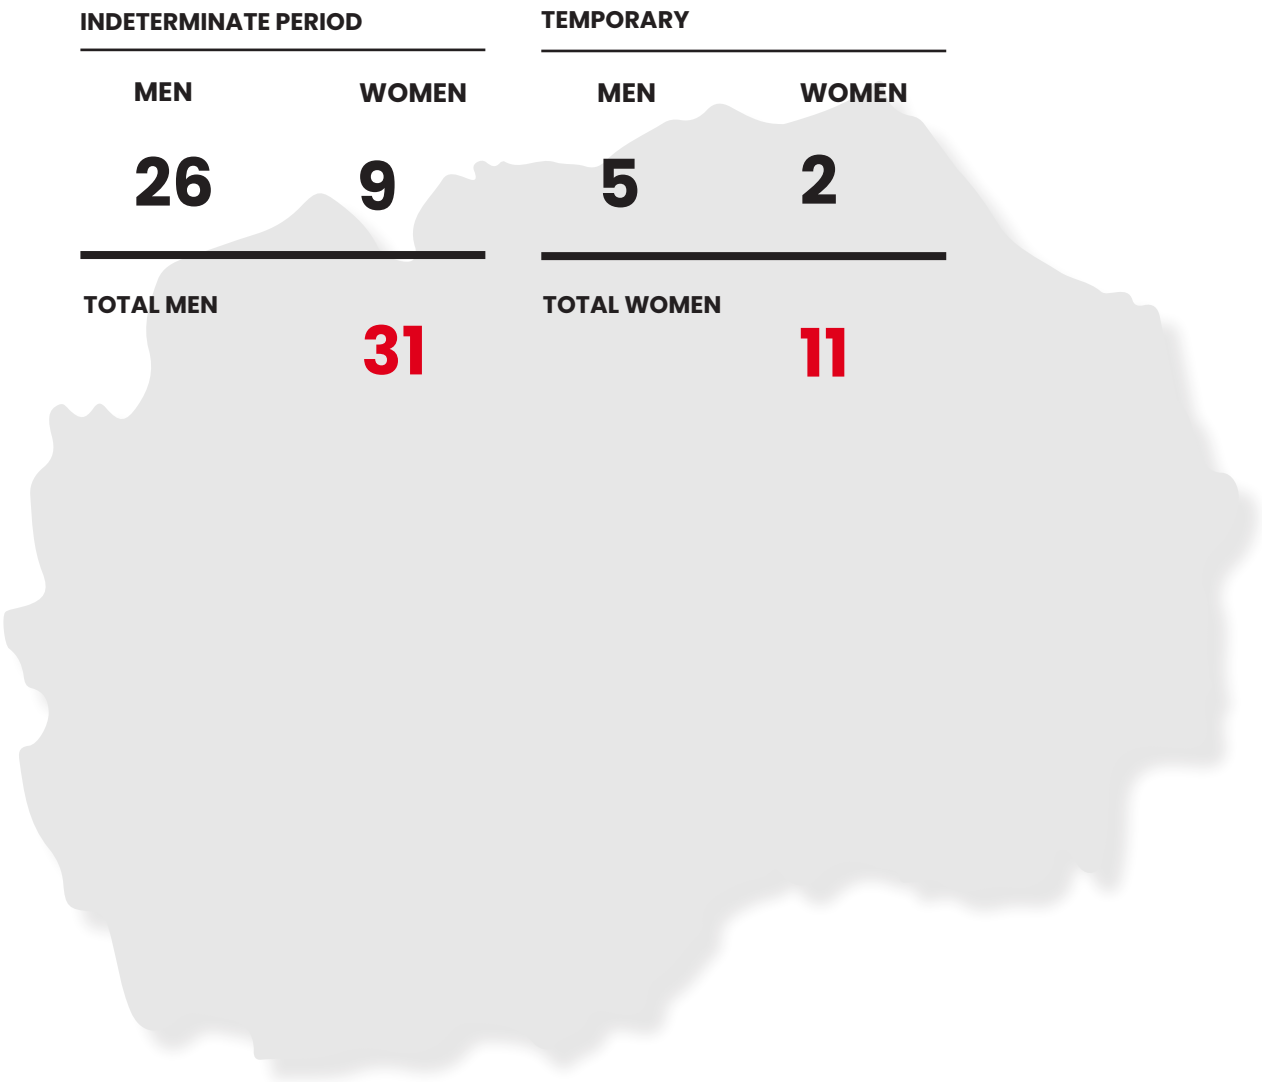 INDETERMINATE PERIOD
MEN WOMEN
26 9
TOTAL MEN
31
TEMPORARY
MEN WOMEN
5 2
TOTAL WOMEN
11